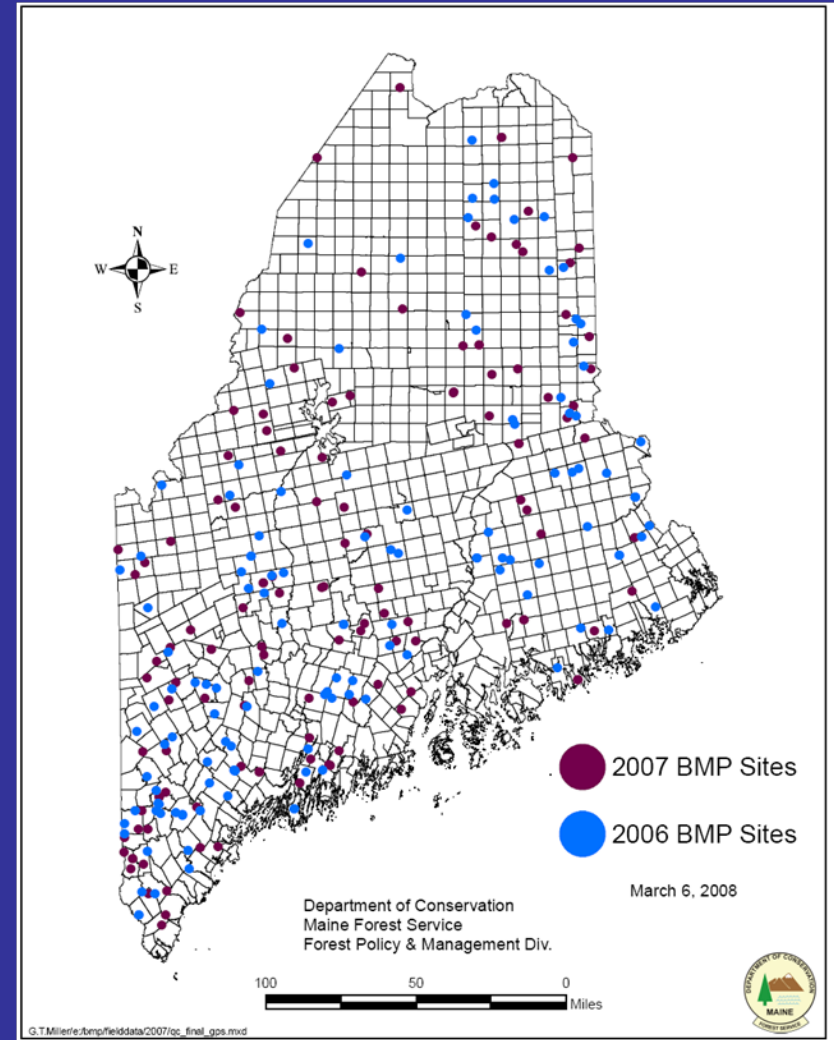 N
W E
S
2007 BMP Sites
2006 BMP Sites
March 6, 2008
Department of Conservation
Maine Forest Service
Forest Policy & Management Div.
100 50 0
Miles
DEPARTMENT OF CONSERVATION
MAINE
FOREST SERVICE
G.T.Miller/e:/bmp/fielddata/2007/qc_final_gps.mxd